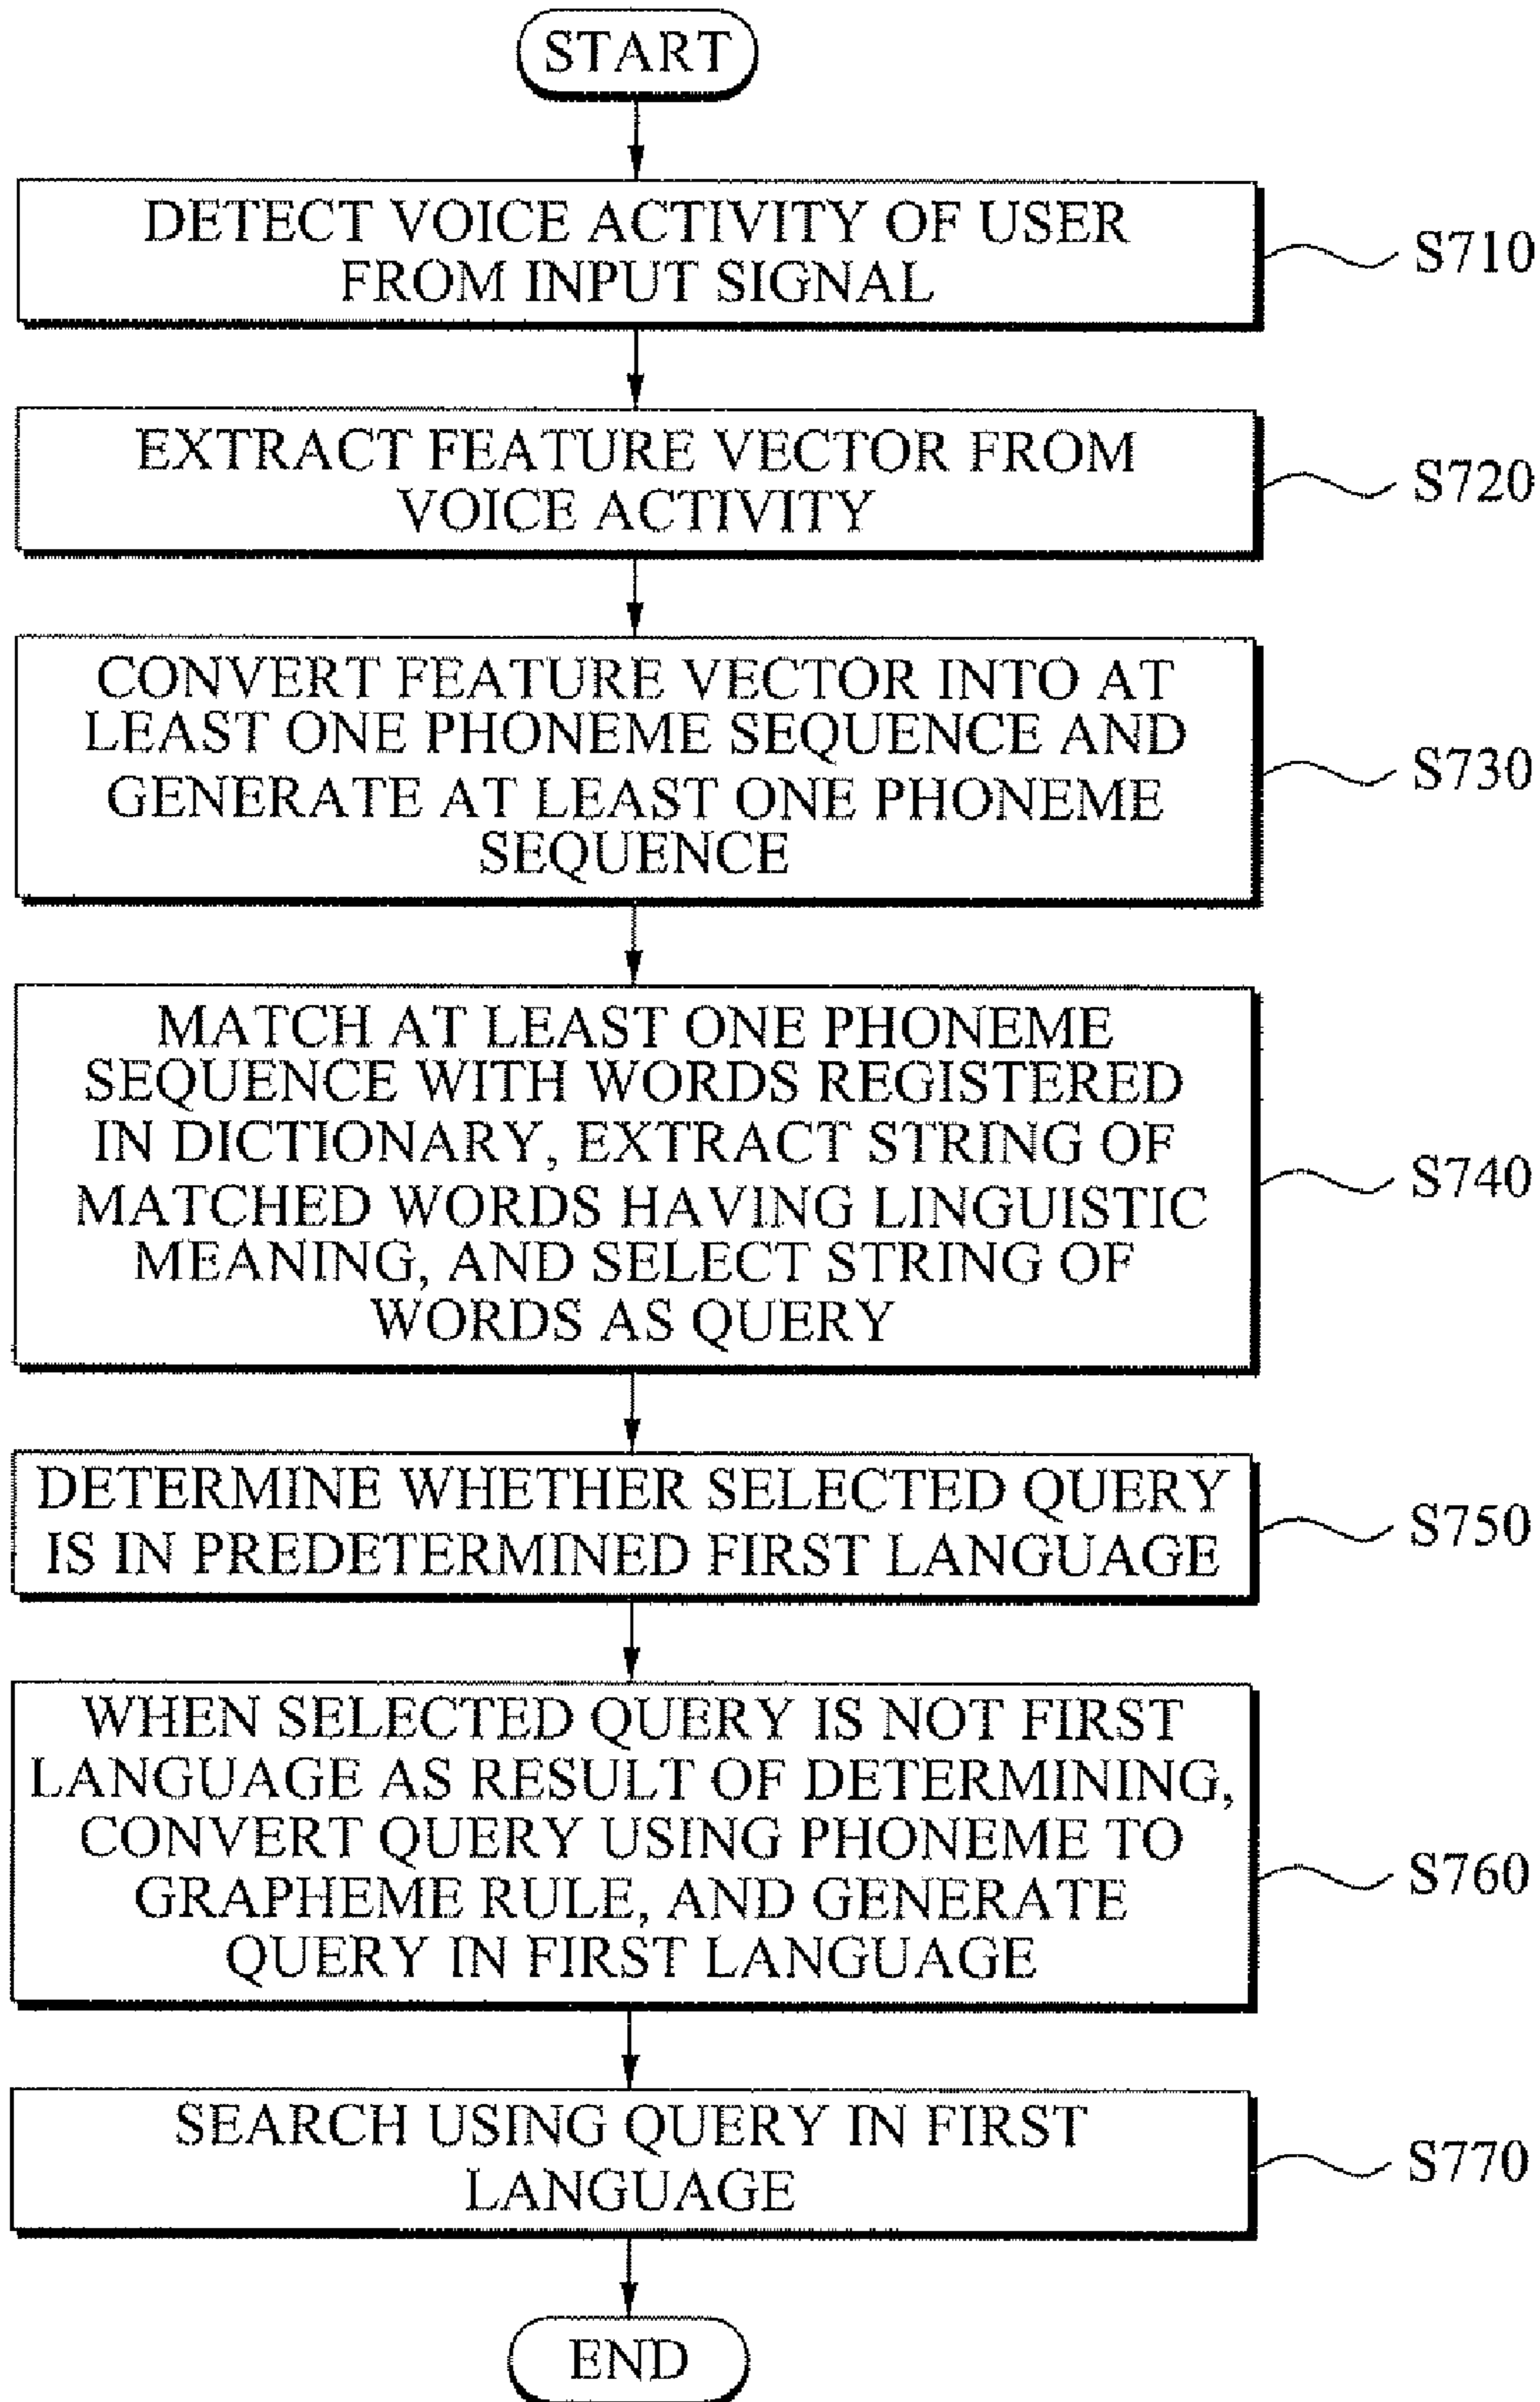 START
DETECT VOICE ACTIVITY OF USER
FROM INPUT SIGNAL
S710
EXTRACT FEATURE VECTOR FROM
VOICE ACTIVITY
S720
CONVERT FEATURE VECTOR INTO AT
LEAST ONE PHONEME SEQUENCE AND
GENERATE AT LEAST ONE PHONEME
SEQUENCE
S730
MATCH AT LEAST ONE PHONEME
SEQUENCE WITH WORDS REGISTERED
IN DICTIONARY, EXTRACT STRING OF
MATCHED WORDS HAVING LINGUISTIC
MEANING, AND SELECT STRING OF
WORDS AS QUERY
S740
DETERMINE WHETHER SELECTED QUERY
IS IN PREDETERMINED FIRST LANGUAGE
S750
WHEN SELECTED QUERY IS NOT FIRST
LANGUAGE AS RESULT OF DETERMINING,
CONVERT QUERY USING PHONEME TO
GRAPHEME RULE, AND GENERATE
QUERY IN FIRST LANGUAGE
S760
SEARCH USING QUERY IN FIRST
LANGUAGE
S770
END